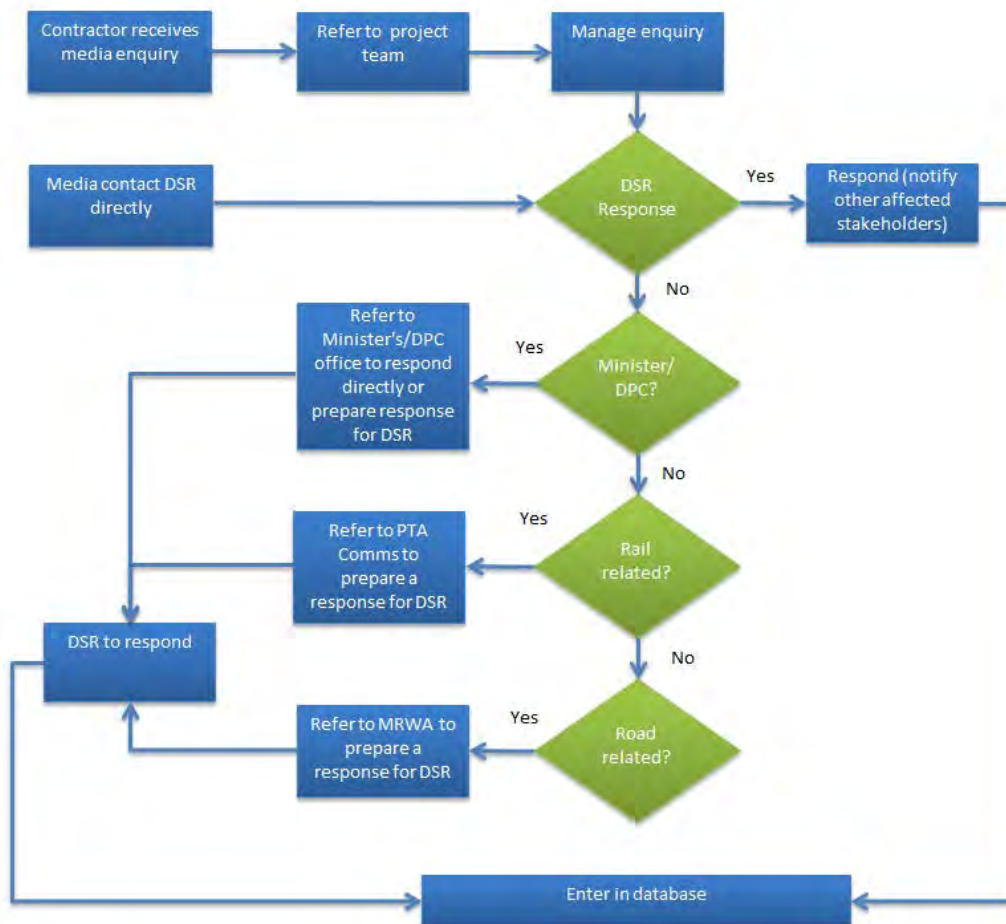 Contractor receives
media enquiry
Refer to project
team
Manage enquiry
Media contact DSR
directly
DSR
Response
Yes
Respond (notify
other affected
stakeholders)
No
Refer to
Minister's/DPC
office to respond
directly or
prepare response
for DSR
Yes
Minister/
DPC?
No
Refer to PTA
Comms to
prepare a
response for DSR
Yes
Rail
related?
No
DSR to respond
Refer to MRWA to
prepare a
response for DSR
Yes
Road
related?
Enter in database